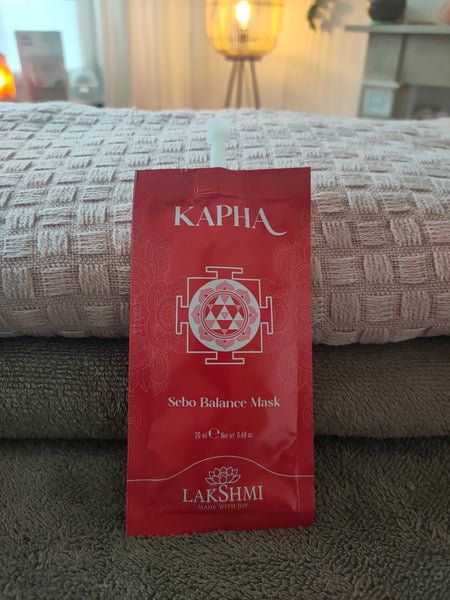 KAPHA
Sebo Balance Mask
20 ml ℮ Net wt. 0.68 oz.
LAKSHMI
MADE WITH JOY